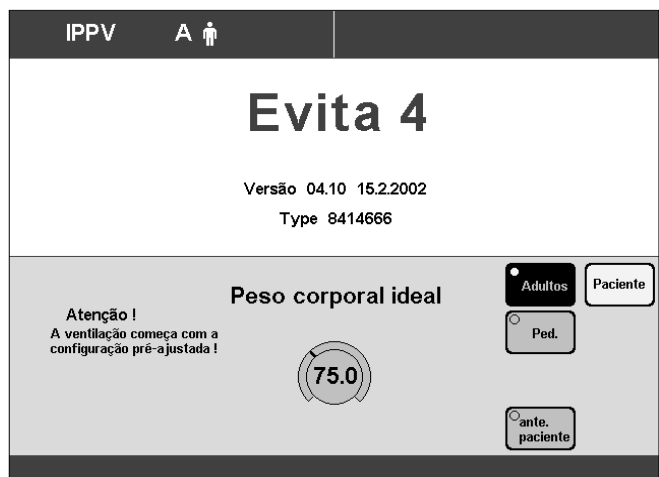 IPPV A
Evita 4
Versão 04.10 15.2.2002
Type 8414666
Adultos
Paciente
Peso corporal ideal
Atenção !
A ventilação começa com a
configuração pré-ajustada !
Ped.
75.0
ante.
paciente